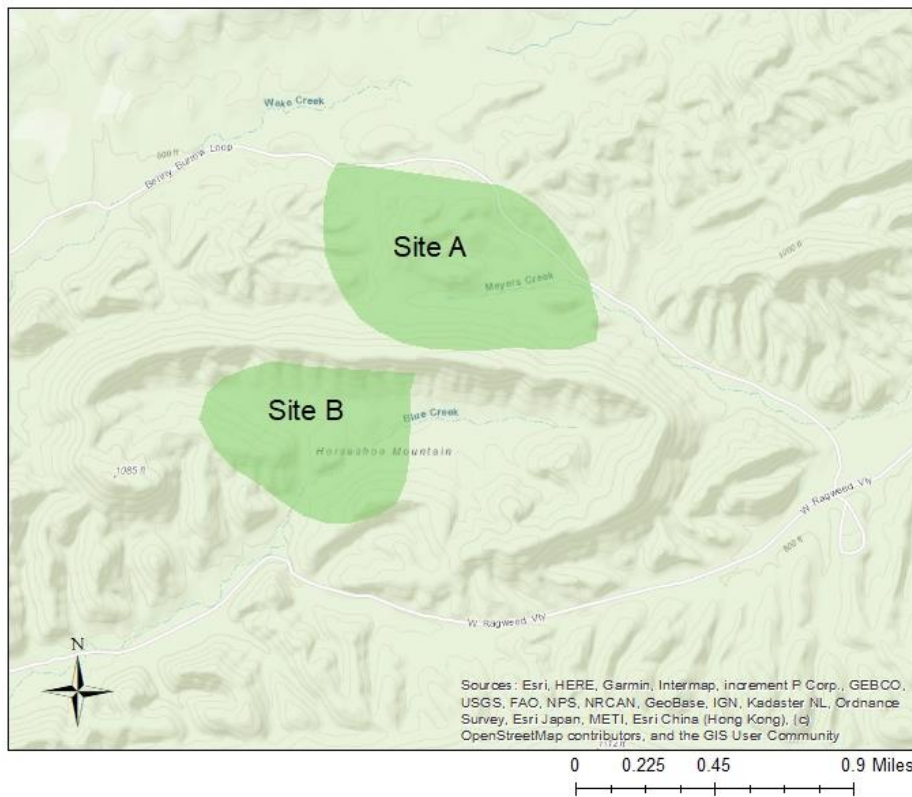 Wake Creek
Benny Burrow Loop
Site A
Meyers Creek
1000 ft
Site B
Blue Creek
Horseshoe Mountain
1085 ft
W Ragweed Vly
800 ft
W Ragweed Vly
N
Sources: Esri, HERE, Garmin, Intermap, increment P Corp., GEBCO,
USGS, FAO, NPS, NRCAN, GeoBase, IGN, Kadaster NL, Ordnance
Survey, Esri Japan, METI, Esri China (Hong Kong), (c)
OpenStreetMap contributors, and the GIS User Community
0 0.225 0.45 0.9 Miles